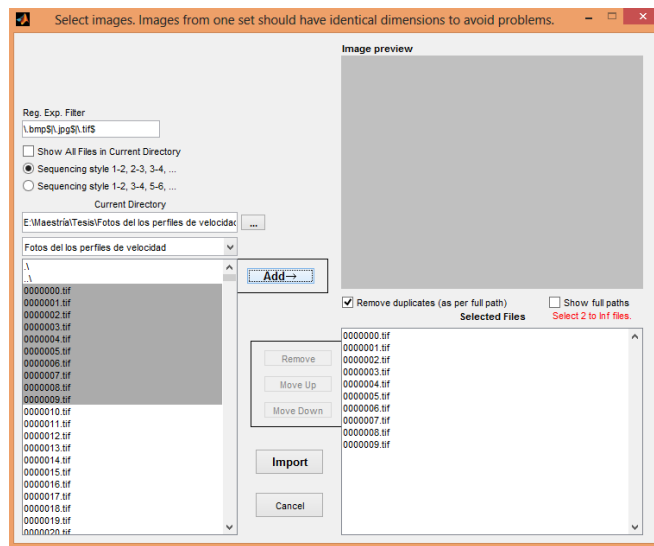 Select images. Images from one set should have identical dimensions to avoid problems.
Image preview
Reg. Exp. Filter
\.bmp$|\.jpg$|\.tif$
Show All Files in Current Directory
Sequencing style 1-2, 2-3, 3-4, ...
Sequencing style 1-2, 3-4, 5-6, ...
Current Directory
E:\Maestría\Tesis\Fotos del los perfiles de velocidad
...
Fotos del los perfiles de velocidad
.\
..\
0000000.tif
0000001.tif
0000002.tif
0000003.tif
0000004.tif
0000005.tif
0000006.tif
0000007.tif
0000008.tif
0000009.tif
0000010.tif
0000011.tif
0000012.tif
0000013.tif
0000014.tif
0000015.tif
0000016.tif
0000017.tif
0000018.tif
0000019.tif
0000020.tif
Add→
Remove
Move Up
Move Down
Import
Cancel
Remove duplicates (as per full path)
Show full paths
Selected Files
Select 2 to Inf files.
0000000.tif
0000001.tif
0000002.tif
0000003.tif
0000004.tif
0000005.tif
0000006.tif
0000007.tif
0000008.tif
0000009.tif